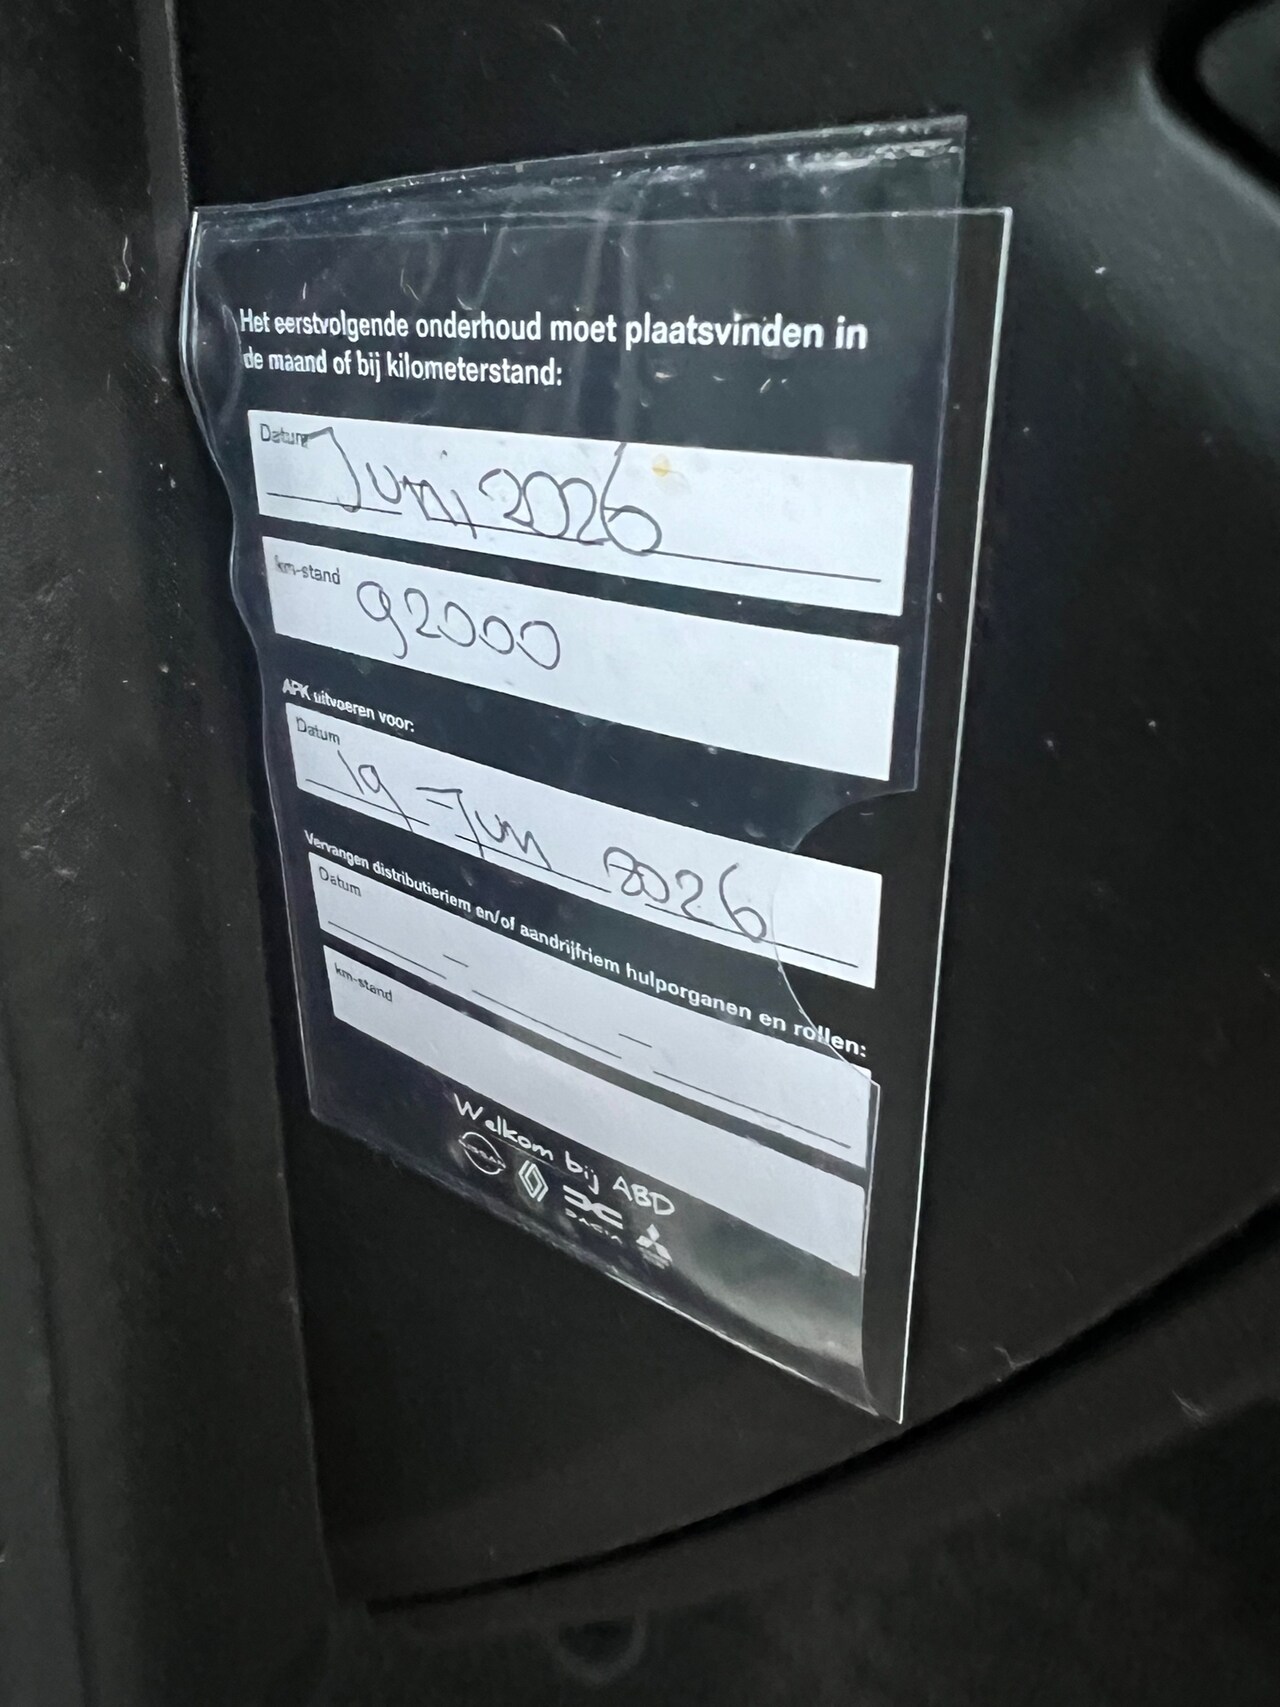 Het eerstvolgende onderhoud moet plaatsvinden in
de maand of bij kilometerstand:
Datum Juni 2026
km-stand 92000
APK uitvoeren voor:
Datum 19 - Jun 2026
Vervangen distributieriem en/of aandrijfriem hulporganen en rollen:
Datum
km-stand
Welkom bij ABD
NISSAN
DACIA